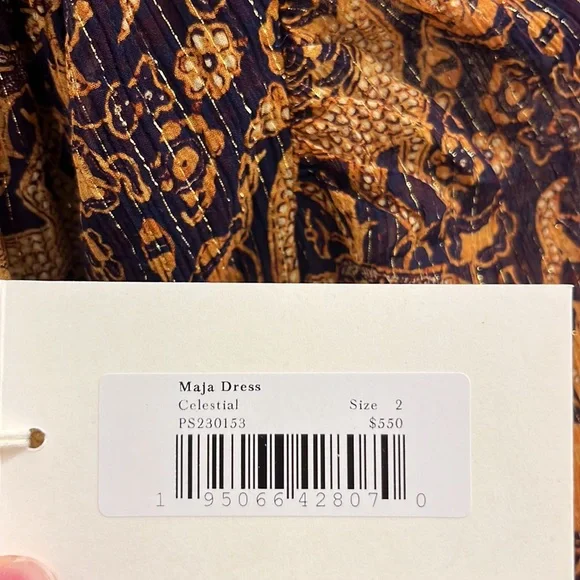 Maja Dress
Celestial Size 2
PS230153 $550
1 95066 42807 0